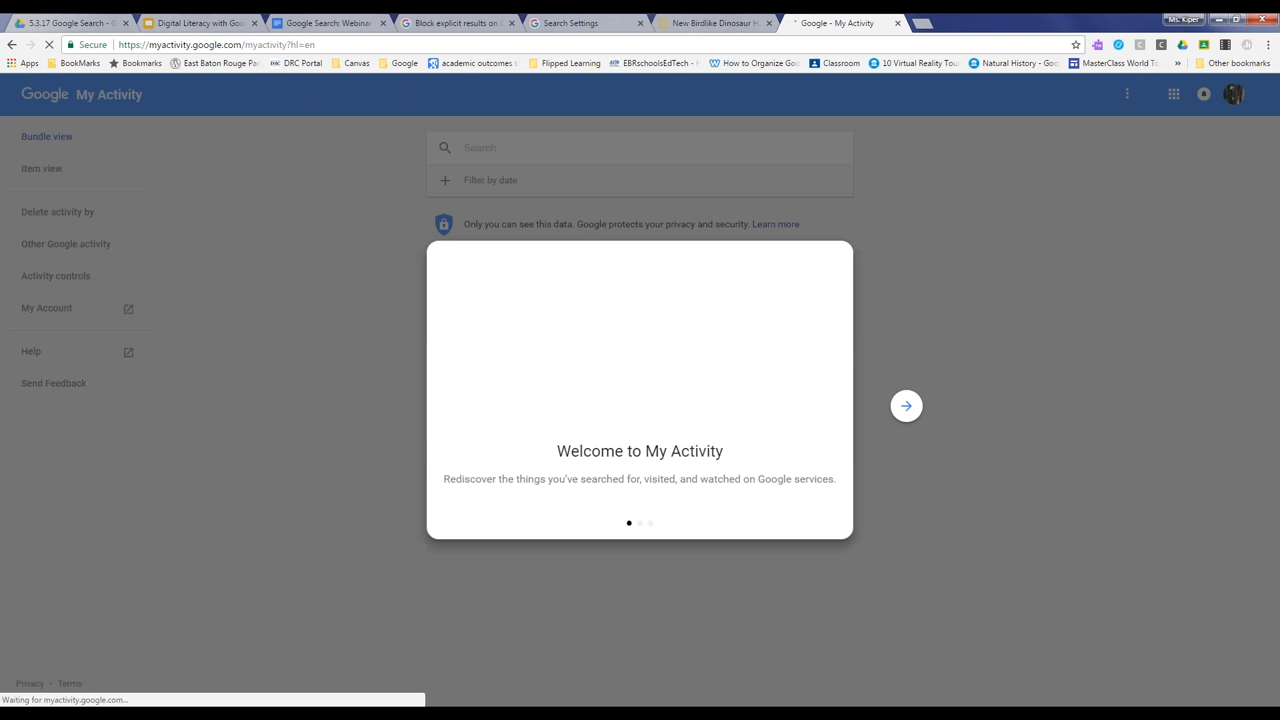 Ms. Kiper
5.3.17 Google Search - G
Digital Literacy with Goo
Google Search: Webinar
Block explicit results on G
Search Settings
New Birdlike Dinosaur H
Google - My Activity
Secure
https://myactivity.google.com/myactivity?hl=en
Apps
BookMarks
Bookmarks
East Baton Rouge Par
DRC Portal
Canvas
Google
academic outcomes s
Flipped Learning
EBRschoolsEdTech -
How to Organize Goo
Classroom
10 Virtual Reality Tou
Natural History - Goo
MasterClass World To
»
Other bookmarks
Google My Activity
Bundle view
Item view
Delete activity by
Other Google activity
Activity controls
My Account
Help
Send Feedback
Search
Filter by date
Only you can see this data. Google protects your privacy and security. Learn more
Welcome to My Activity
Rediscover the things you've searched for, visited, and watched on Google services.
Privacy • Terms
Waiting for myactivity.google.com...